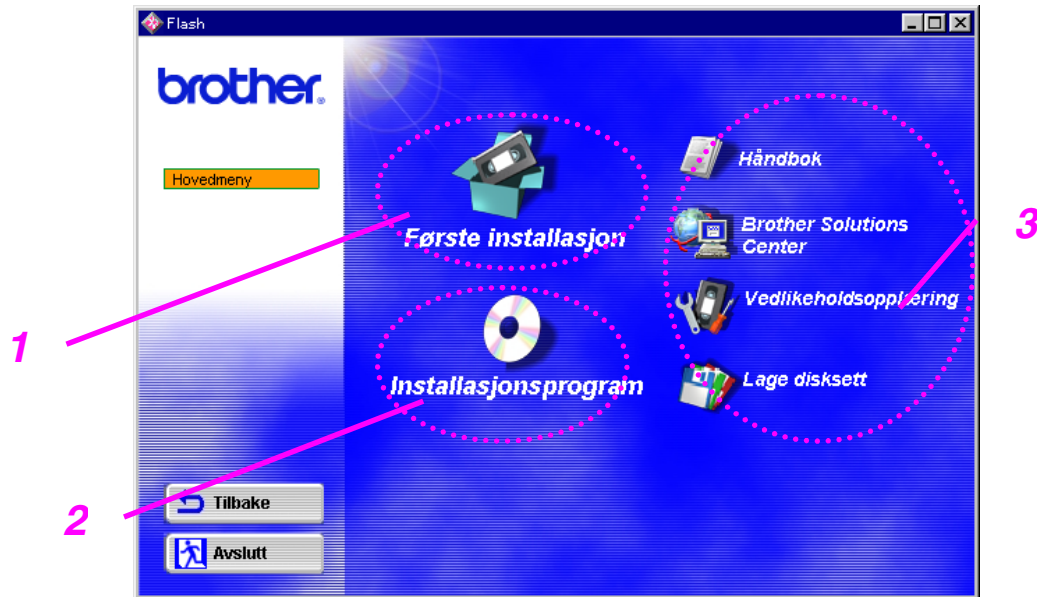 Flash
brother.
Hovedmeny
Første installasjon
Installasjonsprogram
Håndbok
Brother Solutions
Center
Vedlikeholdsopplæring
Lage disksett
Tilbake
Avslutt
1
2
3